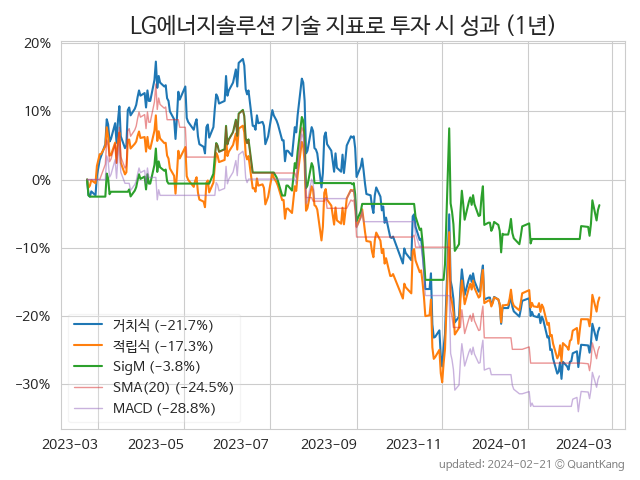 LG에너지솔루션 기술 지표로 투자 시 성과 (1년)
20%
10%
0%
−10%
−20%
−30%
거치식 (−21.7%)
적립식 (−17.3%)
SigM (−3.8%)
SMA(20) (−24.5%)
MACD (−28.8%)
2023-03 2023-05 2023-07 2023-09 2023-11 2024-01 2024-03
updated: 2024-02-21 © QuantKang